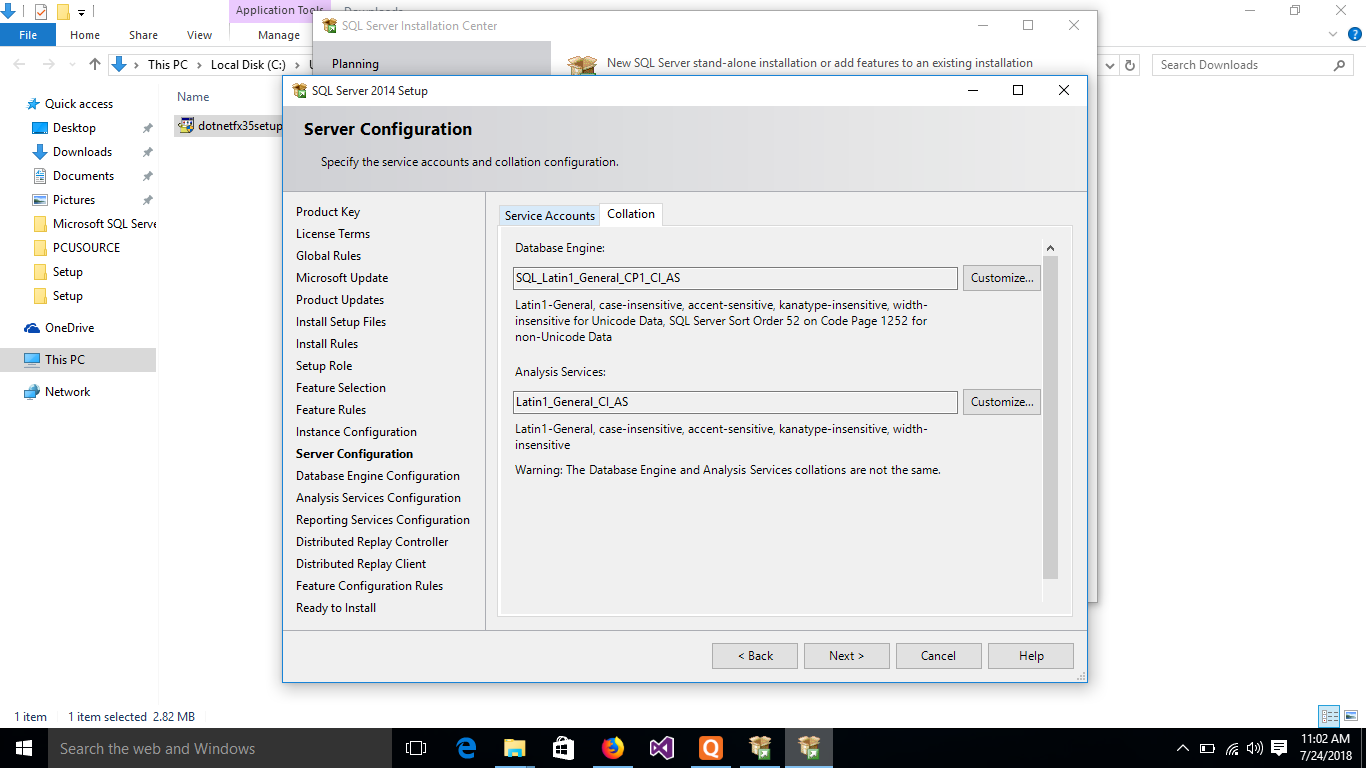 Application Tools
Downloads
File
Home
Share
View
Manage
This PC
Local Disk (C:)
Search Downloads
SQL Server Installation Center
Planning
New SQL Server stand-alone installation or add features to an existing installation
Quick access
Desktop
Downloads
Documents
Pictures
Microsoft SQL Serve
PCUSOURCE
Setup
Setup
OneDrive
This PC
Network
Name
dotnetfx35setup
SQL Server 2014 Setup
Server Configuration
Specify the service accounts and collation configuration.
Product Key
License Terms
Global Rules
Microsoft Update
Product Updates
Install Setup Files
Install Rules
Setup Role
Feature Selection
Feature Rules
Instance Configuration
Server Configuration
Database Engine Configuration
Analysis Services Configuration
Reporting Services Configuration
Distributed Replay Controller
Distributed Replay Client
Feature Configuration Rules
Ready to Install
Service Accounts
Collation
Database Engine:
SQL_Latin1_General_CP1_CI_AS
Customize...
Latin1-General, case-insensitive, accent-sensitive, kanatype-insensitive, width-
insensitive for Unicode Data, SQL Server Sort Order 52 on Code Page 1252 for
non-Unicode Data
Analysis Services:
Latin1_General_CI_AS
Customize...
Latin1-General, case-insensitive, accent-sensitive, kanatype-insensitive, width-
insensitive
Warning: The Database Engine and Analysis Services collations are not the same.
< Back
Next >
Cancel
Help
1 item
1 item selected 2.82 MB
Search the web and Windows
11:02 AM
7/24/2018